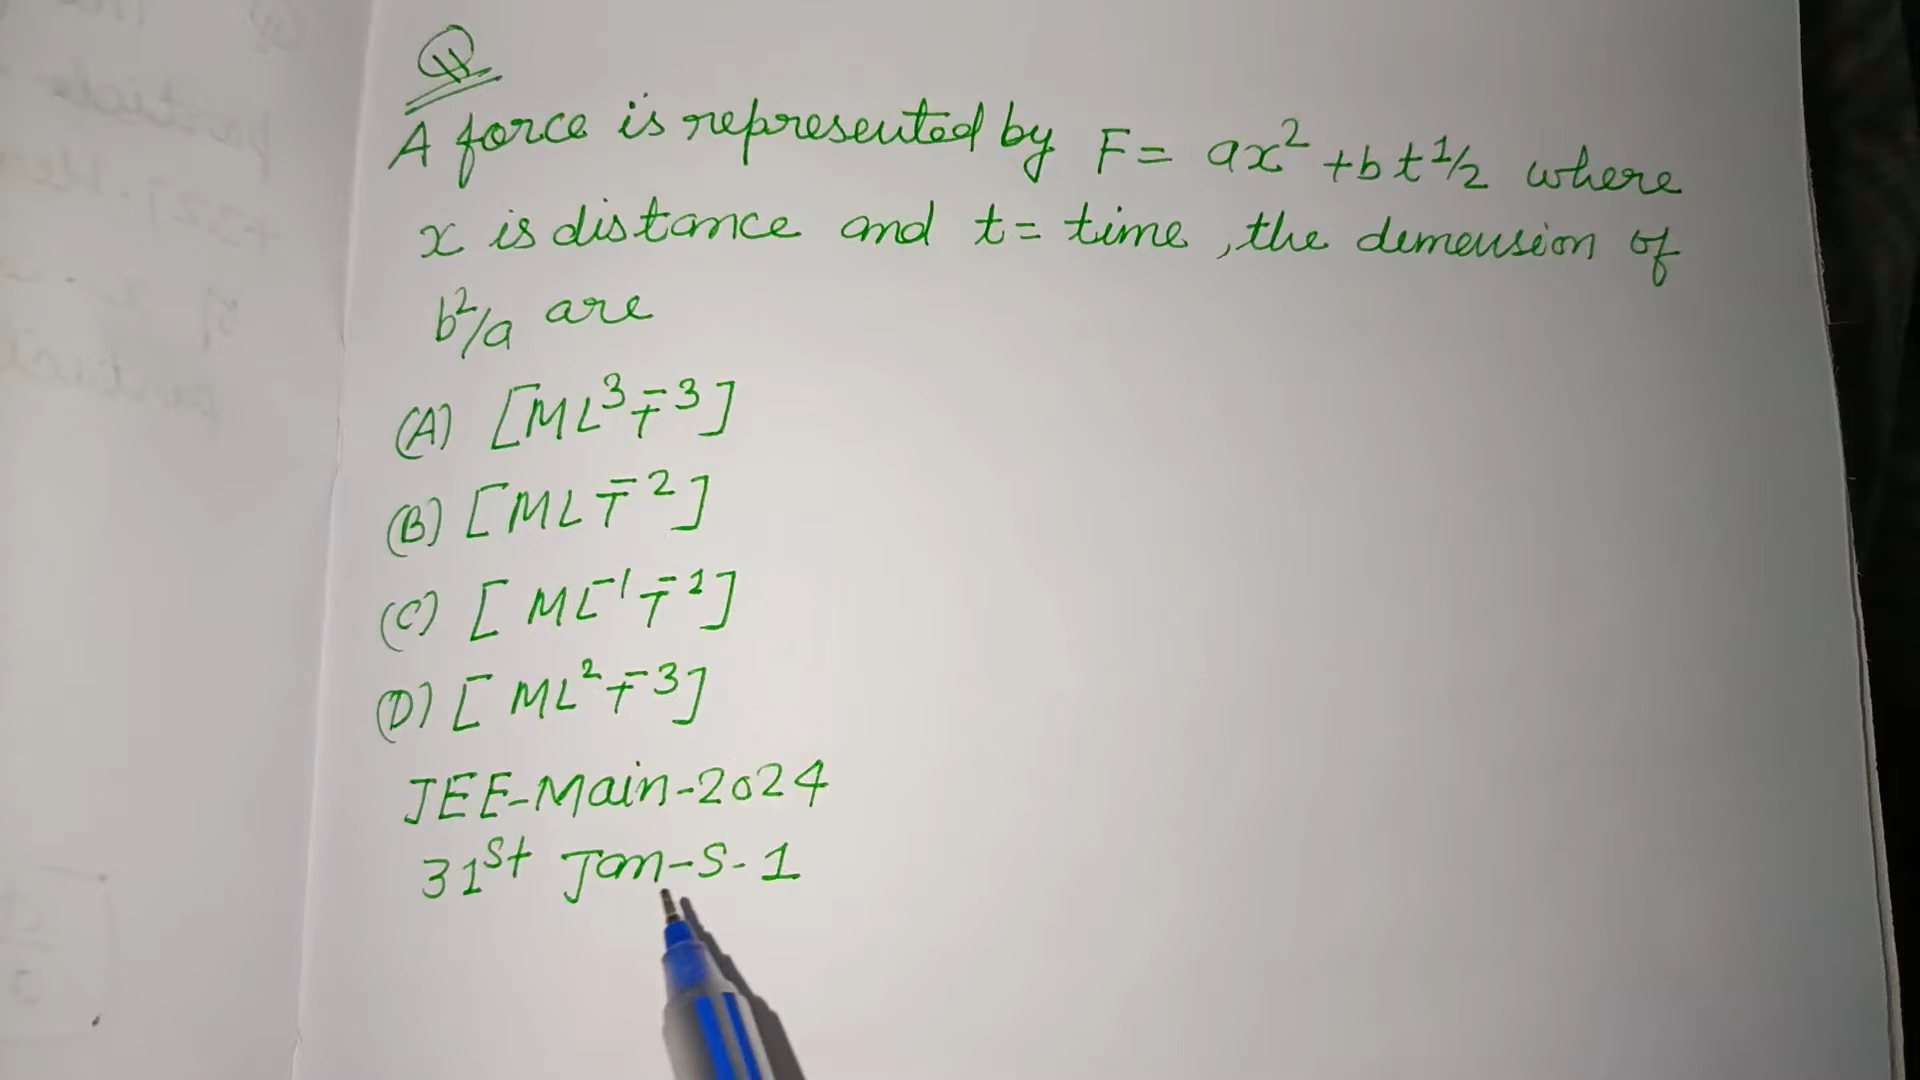 Q
A force is represented by F = ax² + bt^1/2 where
x is distance and t = time, the demension of
b²/a are
(A) [ML³T⁻³]
(B) [MLT⁻²]
(C) [ML⁻¹T⁻¹]
(D) [ML²T⁻³]
JEE-Main-2024
31st Jan-S-1